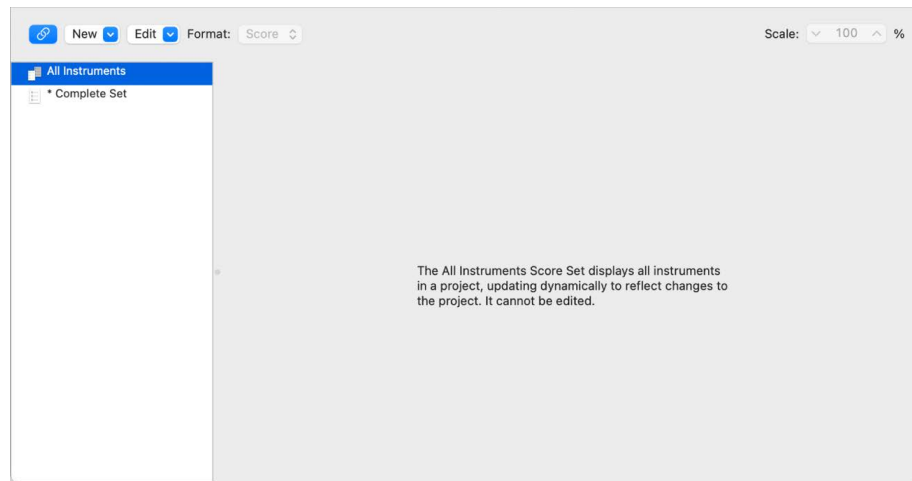 New Edit Format: Score Scale: 100 %
All Instruments
* Complete Set
The All Instruments Score Set displays all instruments
in a project, updating dynamically to reflect changes to
the project. It cannot be edited.